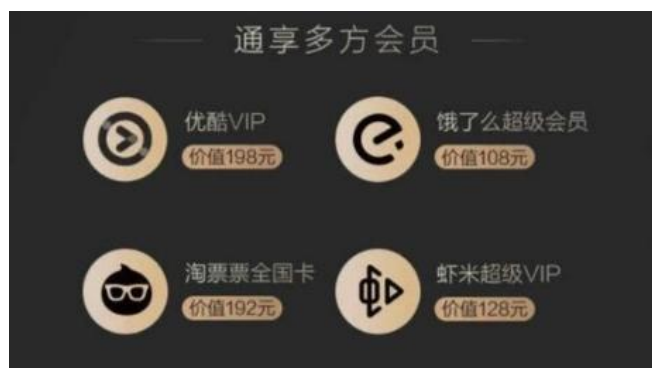 通享多方会员
优酷VIP
价值198元
饿了么超级会员
价值108元
淘票票全国卡
价值192元
虾米超级VIP
价值128元